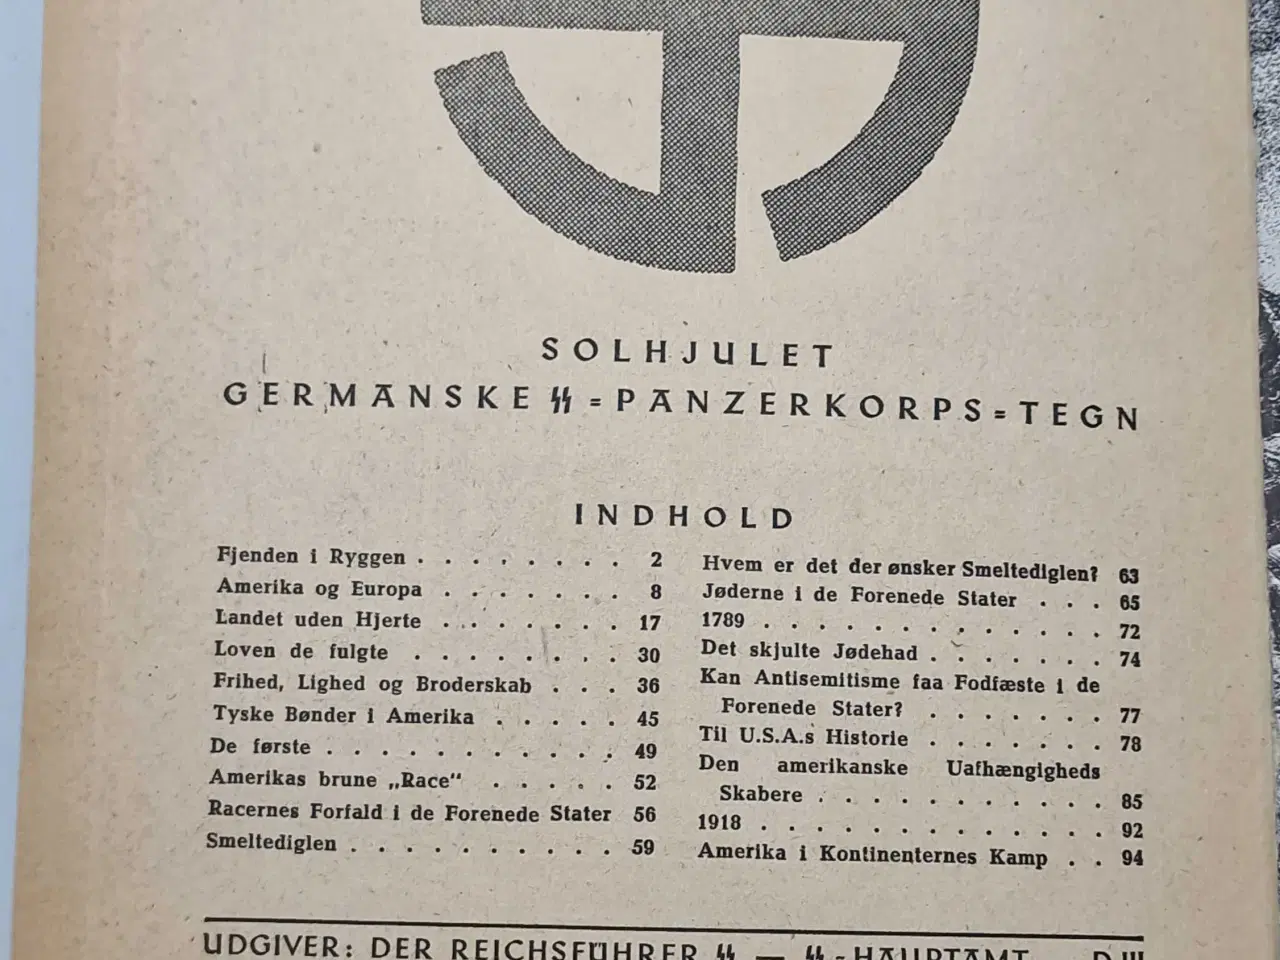 SOLHJULET
GERMANSKE ᛋᛋ=PANZERKORPS=TEGN
INDHOLD
Fjenden i Ryggen . . . . . . . . 2
Amerika og Europa . . . . . . . 8
Landet uden Hjerte . . . . . . . 17
Loven de fulgte . . . . . . . . 30
Frihed, Lighed og Broderskab . . . 36
Tyske Bønder i Amerika . . . . . 45
De første . . . . . . . . . . . 49
Amerikas brune „Race“ . . . . . 52
Racernes Forfald i de Forenede Stater 56
Smeltediglen . . . . . . . . . . 59
Hvem er det der ønsker Smeltediglen? 63
Jøderne i de Forenede Stater . . . 65
1789 . . . . . . . . . . . . . 72
Det skjulte Jødehad . . . . . . . 74
Kan Antisemitisme faa Fodfæste i de
Forenede Stater? . . . . . . . 77
Til U.S.A.s Historie . . . . . . . 78
Den amerikanske Uafhængigheds
Skabere . . . . . . . . . . . 85
1918 . . . . . . . . . . . . . 92
Amerika i Kontinenternes Kamp . . 94
UDGIVER: DER REICHSFÜHRER ᛋᛋ — ᛋᛋ-HAUPTAMT